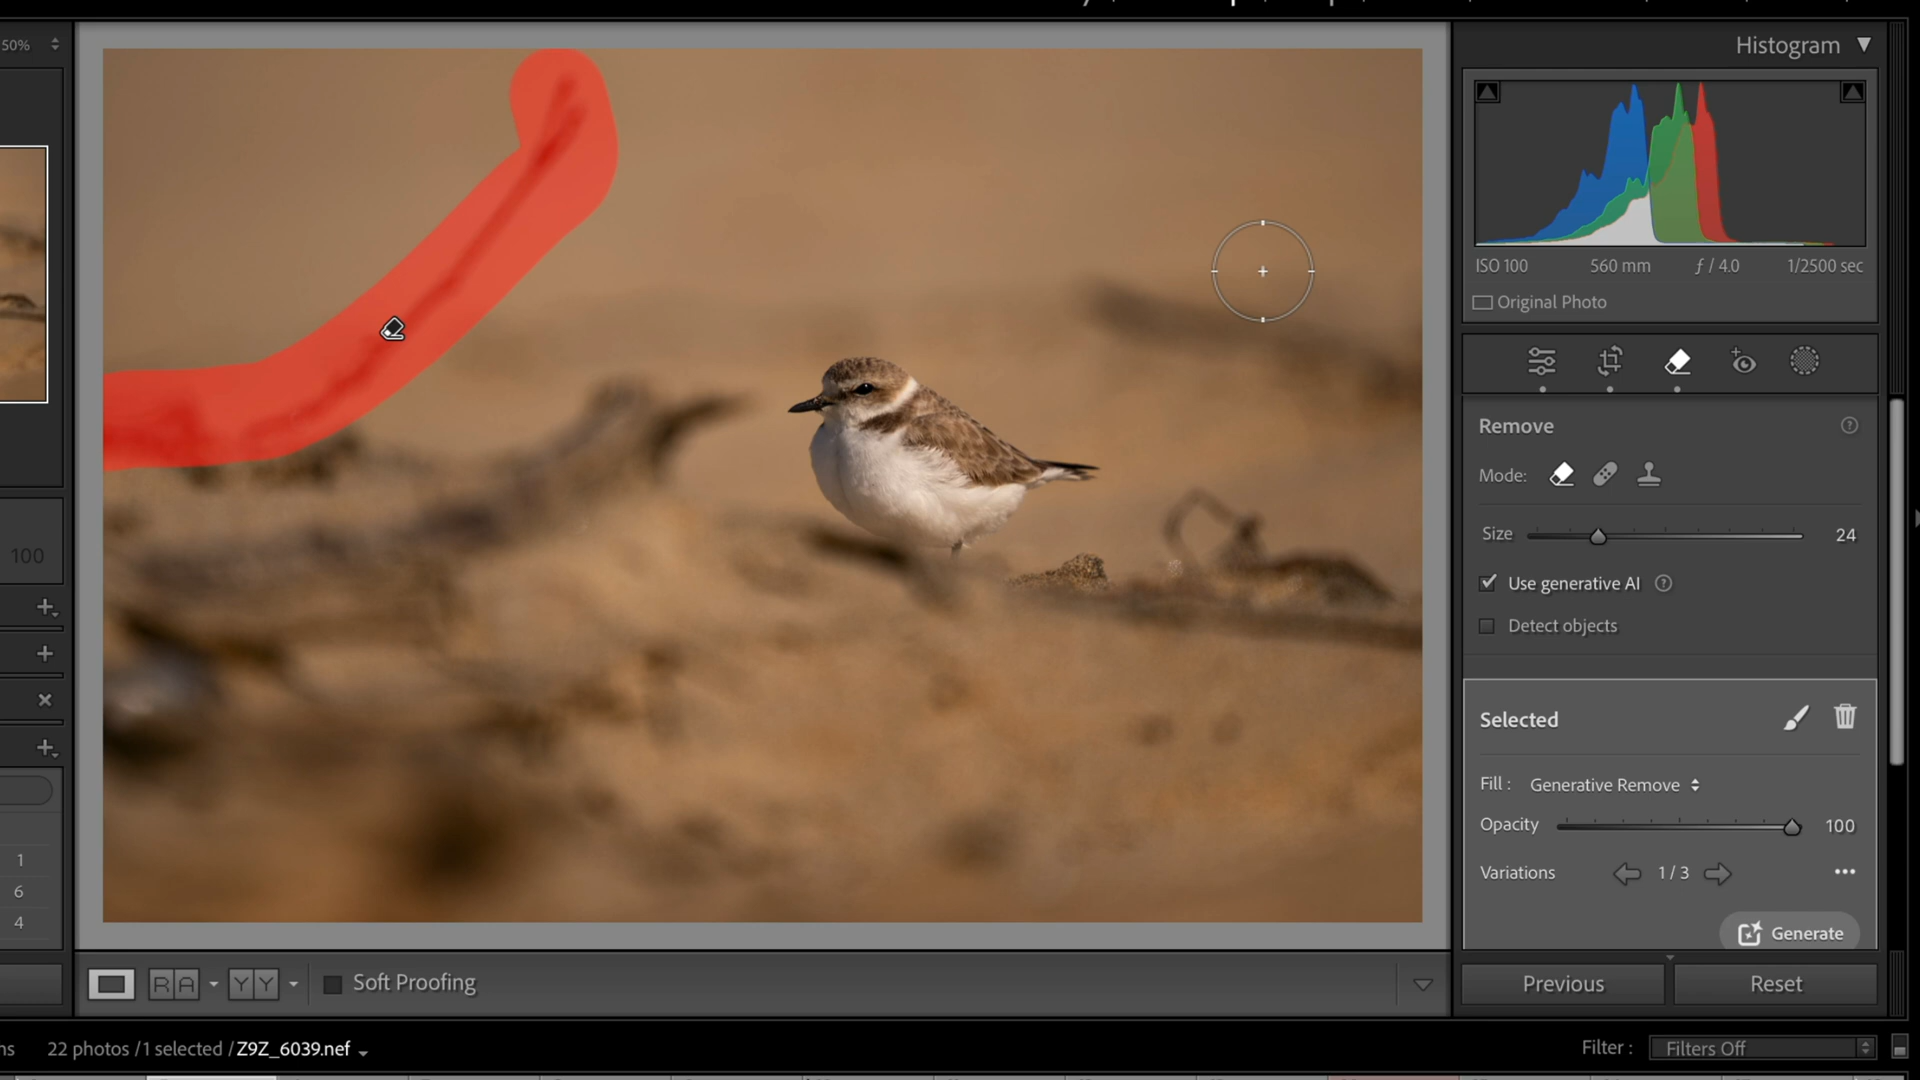 50%
Histogram
ISO 100 560 mm ƒ / 4.0 1/2500 sec
Original Photo
Remove
Mode:
Size 24
Use generative AI
Detect objects
100
Selected
Fill : Generative Remove
Opacity 100
Variations 1 / 3
Generate
1
6
4
R A Y Y Soft Proofing
Previous Reset
ns 22 photos / 1 selected / Z9Z_6039.nef
Filter : Filters Off